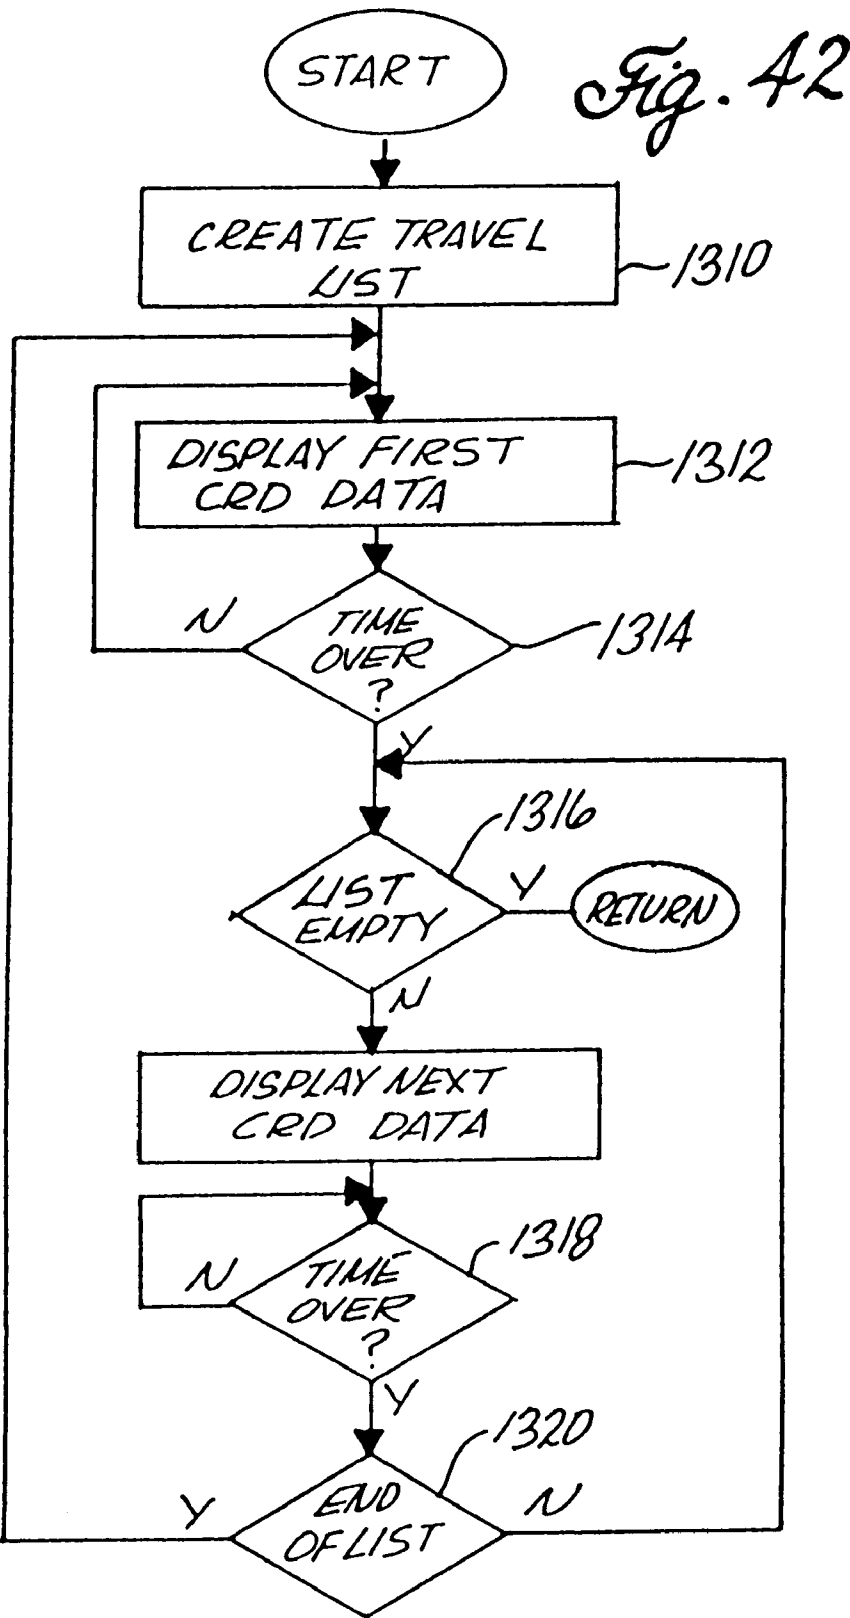 START
Fig. 42
CREATE TRAVEL
LIST
1310
DISPLAY FIRST
CRD DATA
1312
N
TIME
OVER
?
1314
Y
1316
LIST
EMPTY
Y
RETURN
N
DISPLAY NEXT
CRD DATA
1318
N
TIME
OVER
?
Y
1320
Y
END
OF LIST
N